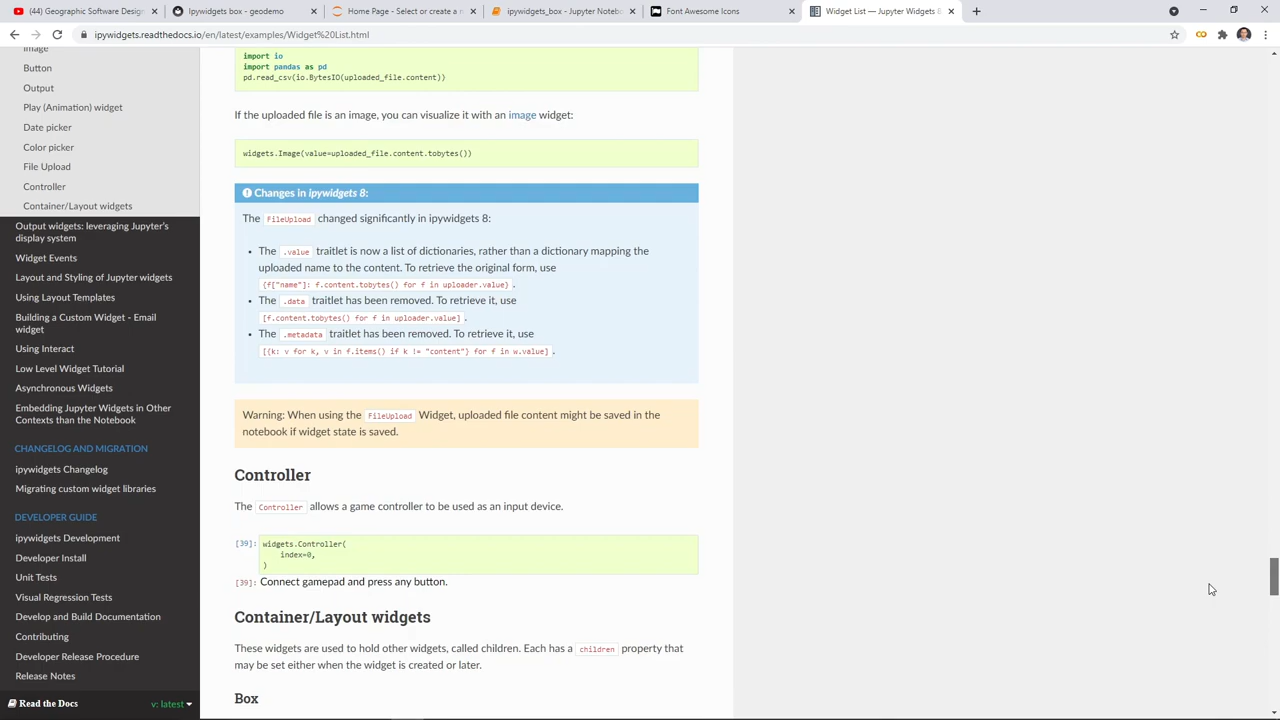 (44) Geographic Software Design
Ipywidgets box - geodemo
Home Page - Select or create a n
ipywidgets_box - Jupyter Notebo
Font Awesome Icons
Widget List — Jupyter Widgets 8
ipywidgets.readthedocs.io/en/latest/examples/Widget%20List.html
Image
Button
Output
Play (Animation) widget
Date picker
Color picker
File Upload
Controller
Container/Layout widgets
Output widgets: leveraging Jupyter's
display system
Widget Events
Layout and Styling of Jupyter widgets
Using Layout Templates
Building a Custom Widget - Email
widget
Using Interact
Low Level Widget Tutorial
Asynchronous Widgets
Embedding Jupyter Widgets in Other
Contexts than the Notebook
CHANGELOG AND MIGRATION
ipywidgets Changelog
Migrating custom widget libraries
DEVELOPER GUIDE
ipywidgets Development
Developer Install
Unit Tests
Visual Regression Tests
Develop and Build Documentation
Contributing
Developer Release Procedure
Release Notes
Read the Docs
v: latest
import io
import pandas as pd
pd.read_csv(io.BytesIO(uploaded_file.content))
If the uploaded file is an image, you can visualize it with an image widget:
widgets.Image(value=uploaded_file.content.tobytes())
Changes in ipywidgets 8:
The FileUpload changed significantly in ipywidgets 8:
• The .value traitlet is now a list of dictionaries, rather than a dictionary mapping the
uploaded name to the content. To retrieve the original form, use
{f["name"]: f.content.tobytes() for f in uploader.value}.
• The .data traitlet has been removed. To retrieve it, use
[f.content.tobytes() for f in uploader.value].
• The .metadata traitlet has been removed. To retrieve it, use
[{k: v for k, v in f.items() if k != "content"} for f in w.value].
Warning: When using the FileUpload Widget, uploaded file content might be saved in the
notebook if widget state is saved.
Controller
The Controller allows a game controller to be used as an input device.
[39]: widgets.Controller(
index=0,
)
[39]: Connect gamepad and press any button.
Container/Layout widgets
These widgets are used to hold other widgets, called children. Each has a children property that
may be set either when the widget is created or later.
Box